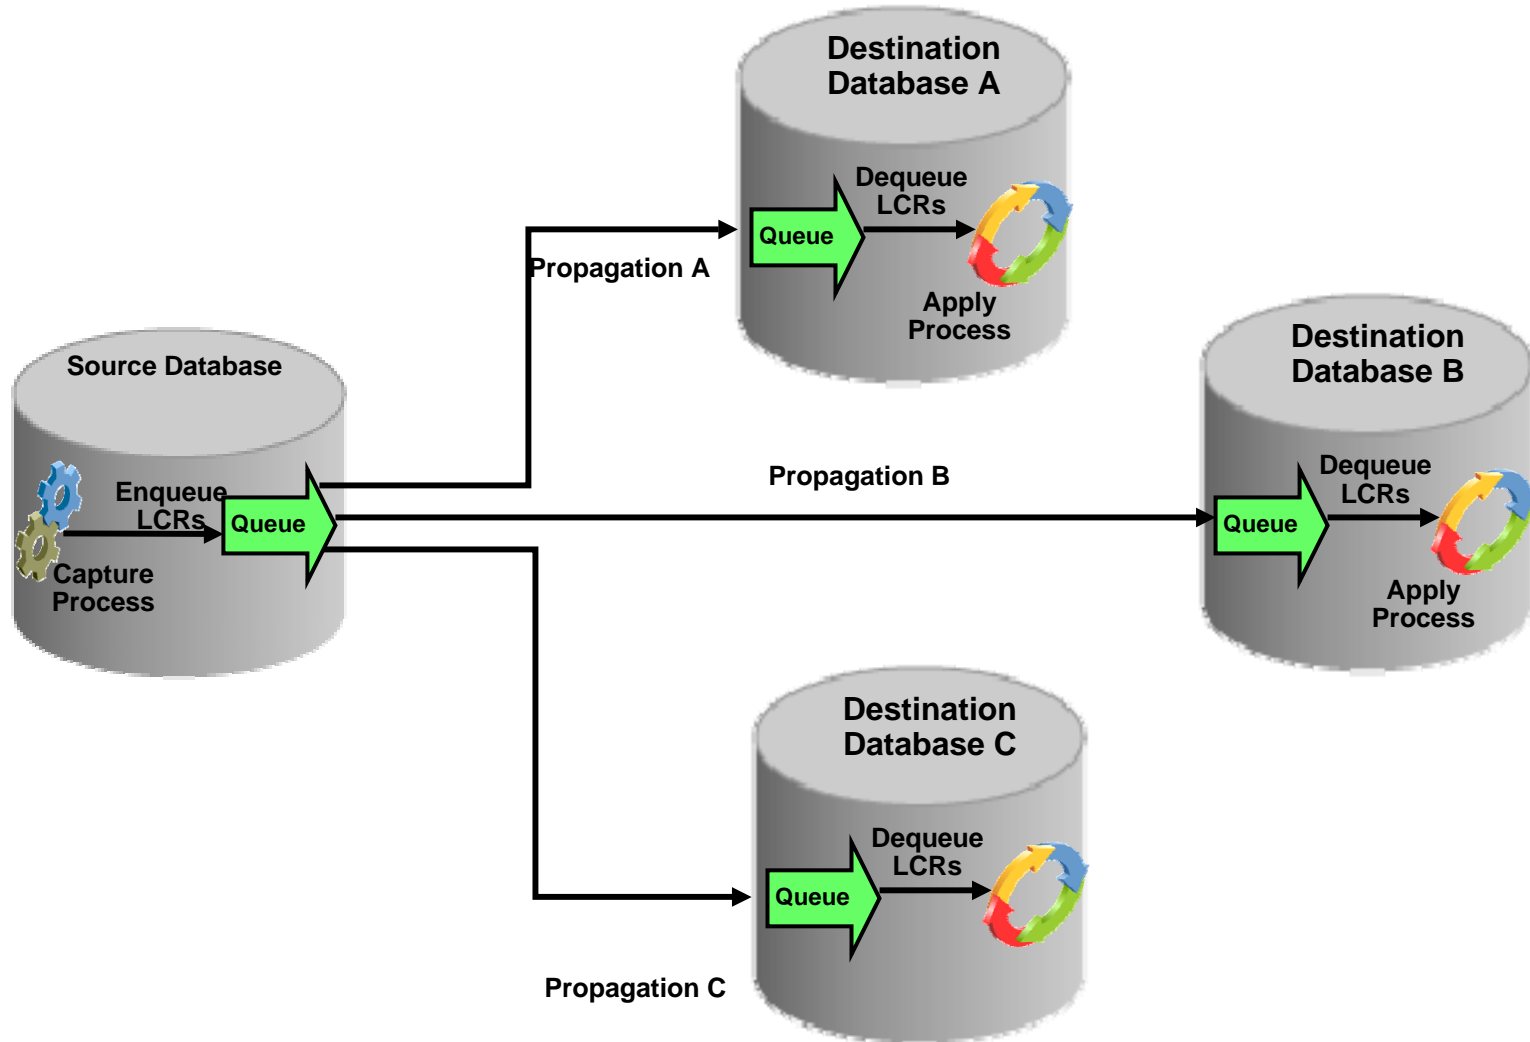 Destination
Database A
Dequeue
LCRs
Queue
Propagation A
Apply
Process
Source Database
Enqueue
LCRs
Queue
Capture
Process
Propagation B
Destination
Database B
Dequeue
LCRs
Queue
Apply
Process
Destination
Database C
Dequeue
LCRs
Queue
Propagation C